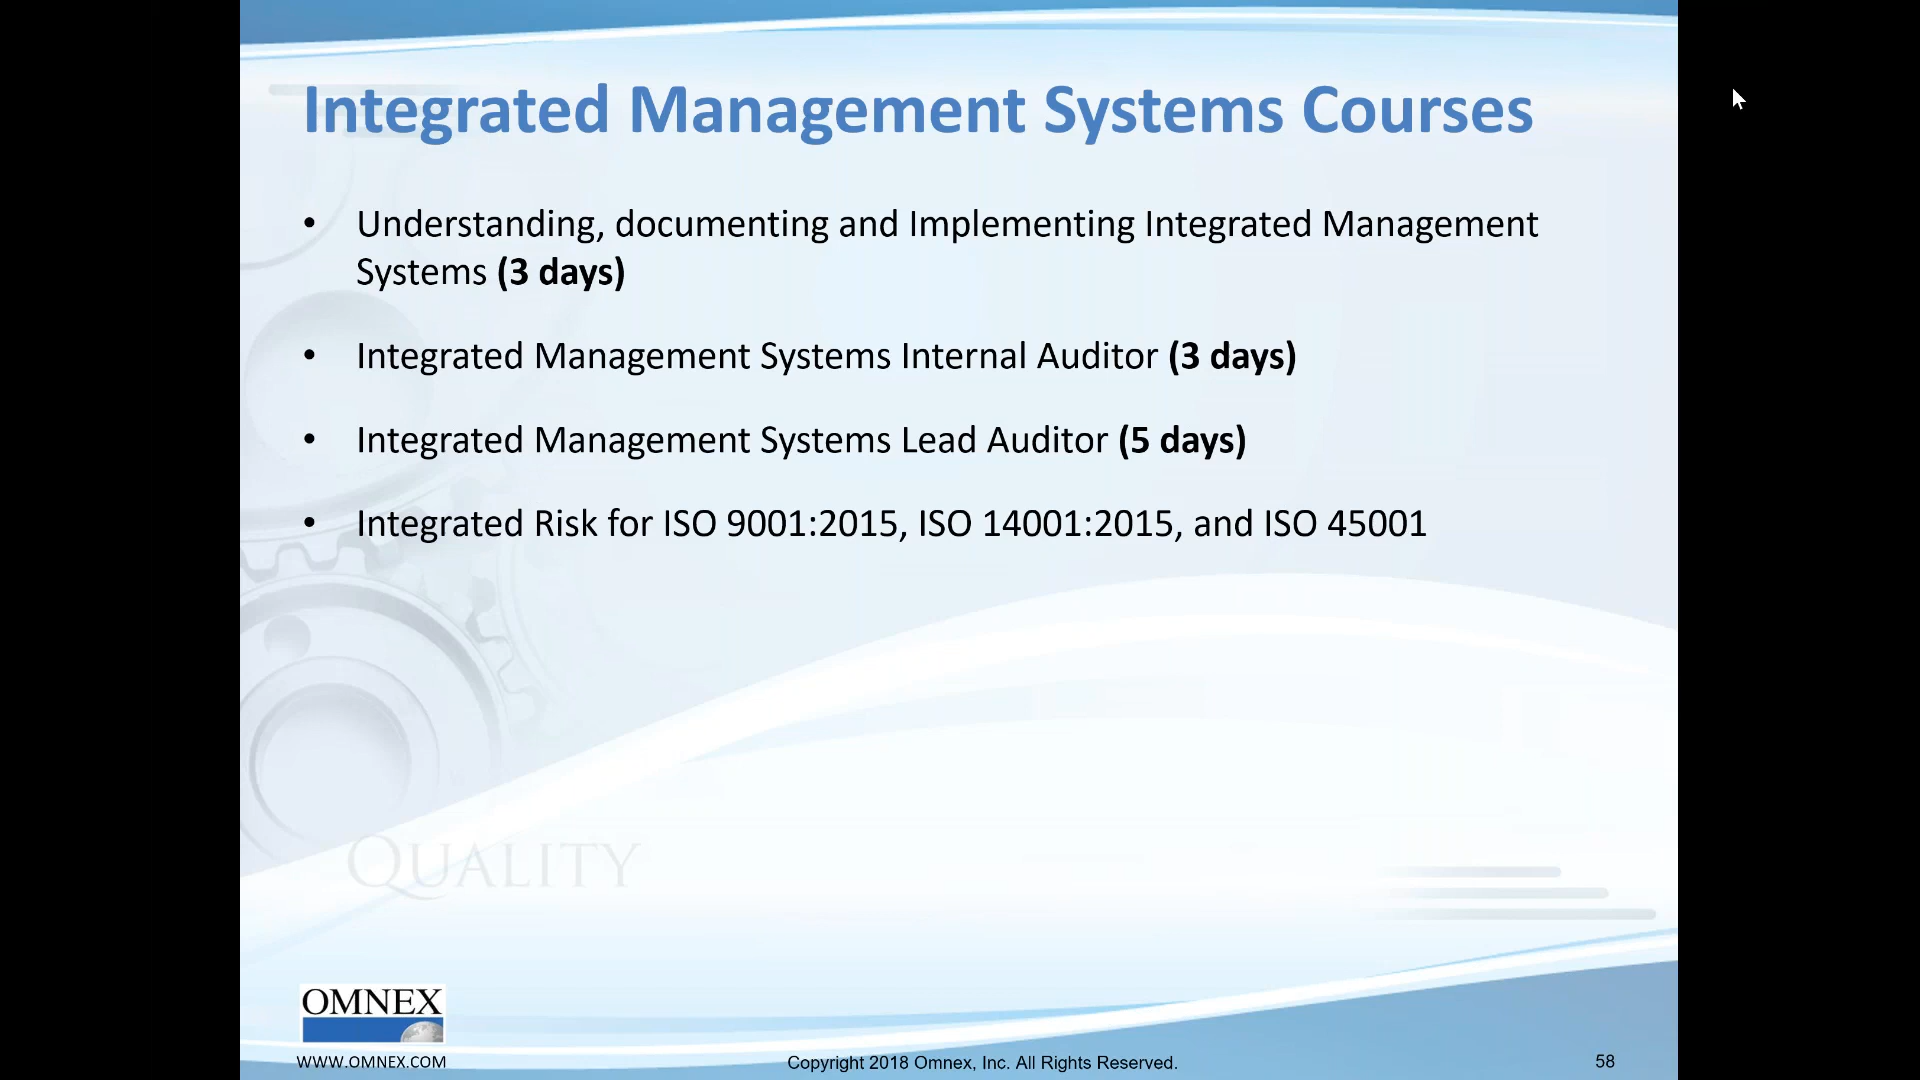 Integrated Management Systems Courses
• Understanding, documenting and Implementing Integrated Management
Systems (3 days)
• Integrated Management Systems Internal Auditor (3 days)
• Integrated Management Systems Lead Auditor (5 days)
• Integrated Risk for ISO 9001:2015, ISO 14001:2015, and ISO 45001
QUALITY
OMNEX
WWW.OMNEX.COM
Copyright 2018 Omnex, Inc. All Rights Reserved.
58